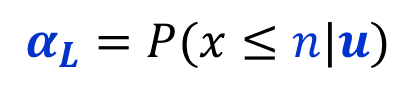 α_L = P(x ≤ n|u)